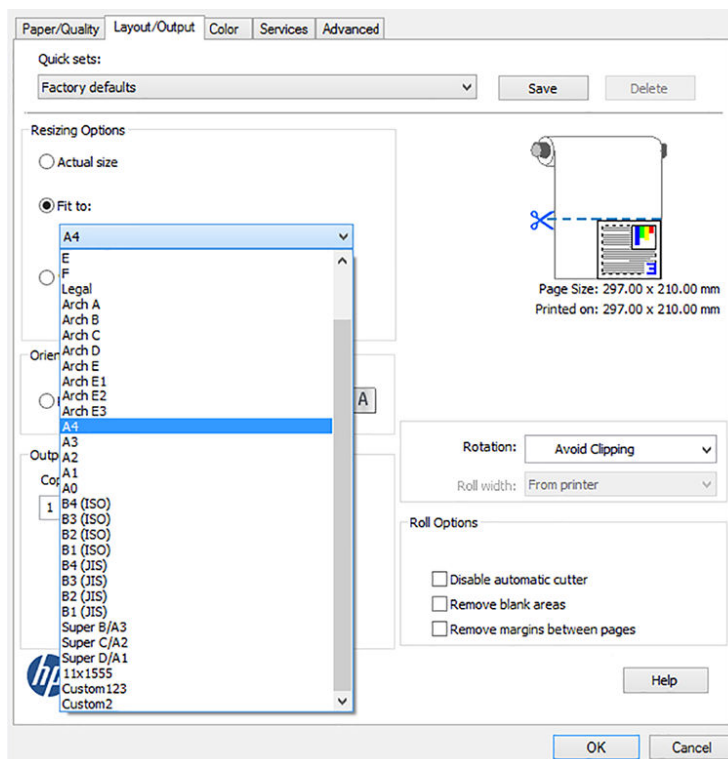 Paper/Quality Layout/Output Color Services Advanced
Quick sets:
Factory defaults Save Delete
Resizing Options
Actual size
Fit to:
A4
E
F
Legal
Arch A
Arch B
Arch C
Arch D
Arch E
Arch E1
Arch E2
Arch E3
A4
A3
A2
A1
A0
B4 (ISO)
B3 (ISO)
B2 (ISO)
B1 (ISO)
B4 (JIS)
B3 (JIS)
B2 (JIS)
B1 (JIS)
Super B/A3
Super C/A2
Super D/A1
11x1555
Custom123
Custom2
Orien
A
Outp
Cop
1
hp
Page Size: 297.00 x 210.00 mm
Printed on: 297.00 x 210.00 mm
Rotation: Avoid Clipping
Roll width: From printer
Roll Options
Disable automatic cutter
Remove blank areas
Remove margins between pages
Help
OK Cancel